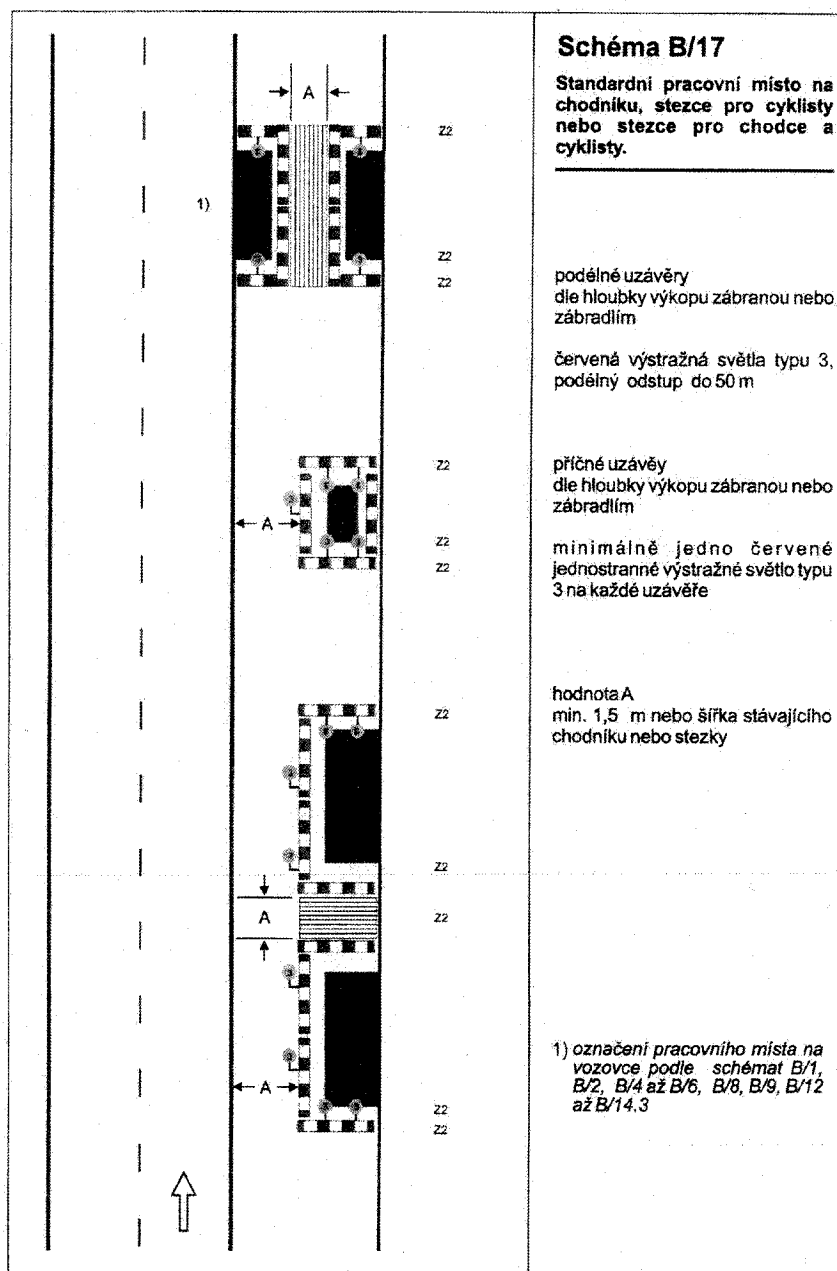 Schéma B/17
Standardní pracovní místo na
chodníku, stezce pro cyklisty
nebo stezce pro chodce a
cyklisty.
A
Z2
1)
Z2
Z2
podélné uzávěry
dle hloubky výkopu zábranou nebo
zábradlím
červená výstražná světla typu 3,
podélný odstup do 50 m
Z2
A
Z2
Z2
příčné uzávěy
dle hloubky výkopu zábranou nebo
zábradlím
minimálně jedno červené
jednostranné výstražné světlo typu
3 na každé uzávěře
Z2
hodnota A
min. 1,5 m nebo šířka stávajícího
chodníku nebo stezky
Z2
A
Z2
A
Z2
Z2
1) označení pracovního místa na
vozovce podle schémat B/1,
B/2, B/4 až B/6, B/8, B/9, B/12
až B/14.3